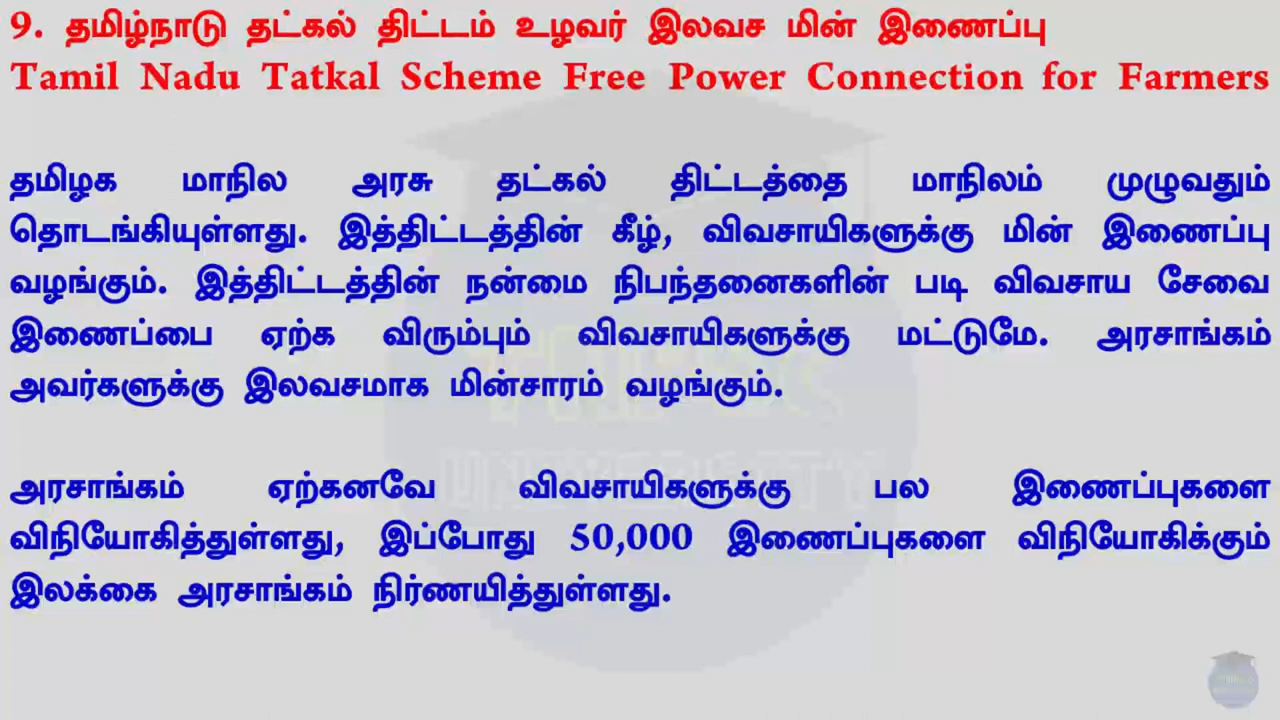 9. தமிழ்நாடு தட்கல் திட்டம் உழவர் இலவச மின் இணைப்பு
Tamil Nadu Tatkal Scheme Free Power Connection for Farmers
தமிழக மாநில அரசு தட்கல் திட்டத்தை மாநிலம் முழுவதும்
தொடங்கியுள்ளது. இத்திட்டத்தின் கீழ், விவசாயிகளுக்கு மின் இணைப்பு
வழங்கும். இத்திட்டத்தின் நன்மை நிபந்தனைகளின் படி விவசாய சேவை
இணைப்பை ஏற்க விரும்பும் விவசாயிகளுக்கு மட்டுமே. அரசாங்கம்
அவர்களுக்கு இலவசமாக மின்சாரம் வழங்கும்.
அரசாங்கம் ஏற்கனவே விவசாயிகளுக்கு பல இணைப்புகளை
விநியோகித்துள்ளது, இப்போது 50,000 இணைப்புகளை விநியோகிக்கும்
இலக்கை அரசாங்கம் நிர்ணயித்துள்ளது.